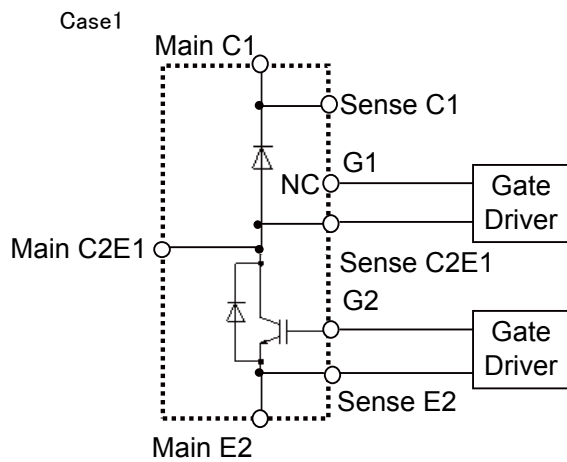 Case1
Main C1
Sense C1
G1
NC
Gate
Driver
Main C2E1
Sense C2E1
G2
Gate
Driver
Sense E2
Main E2